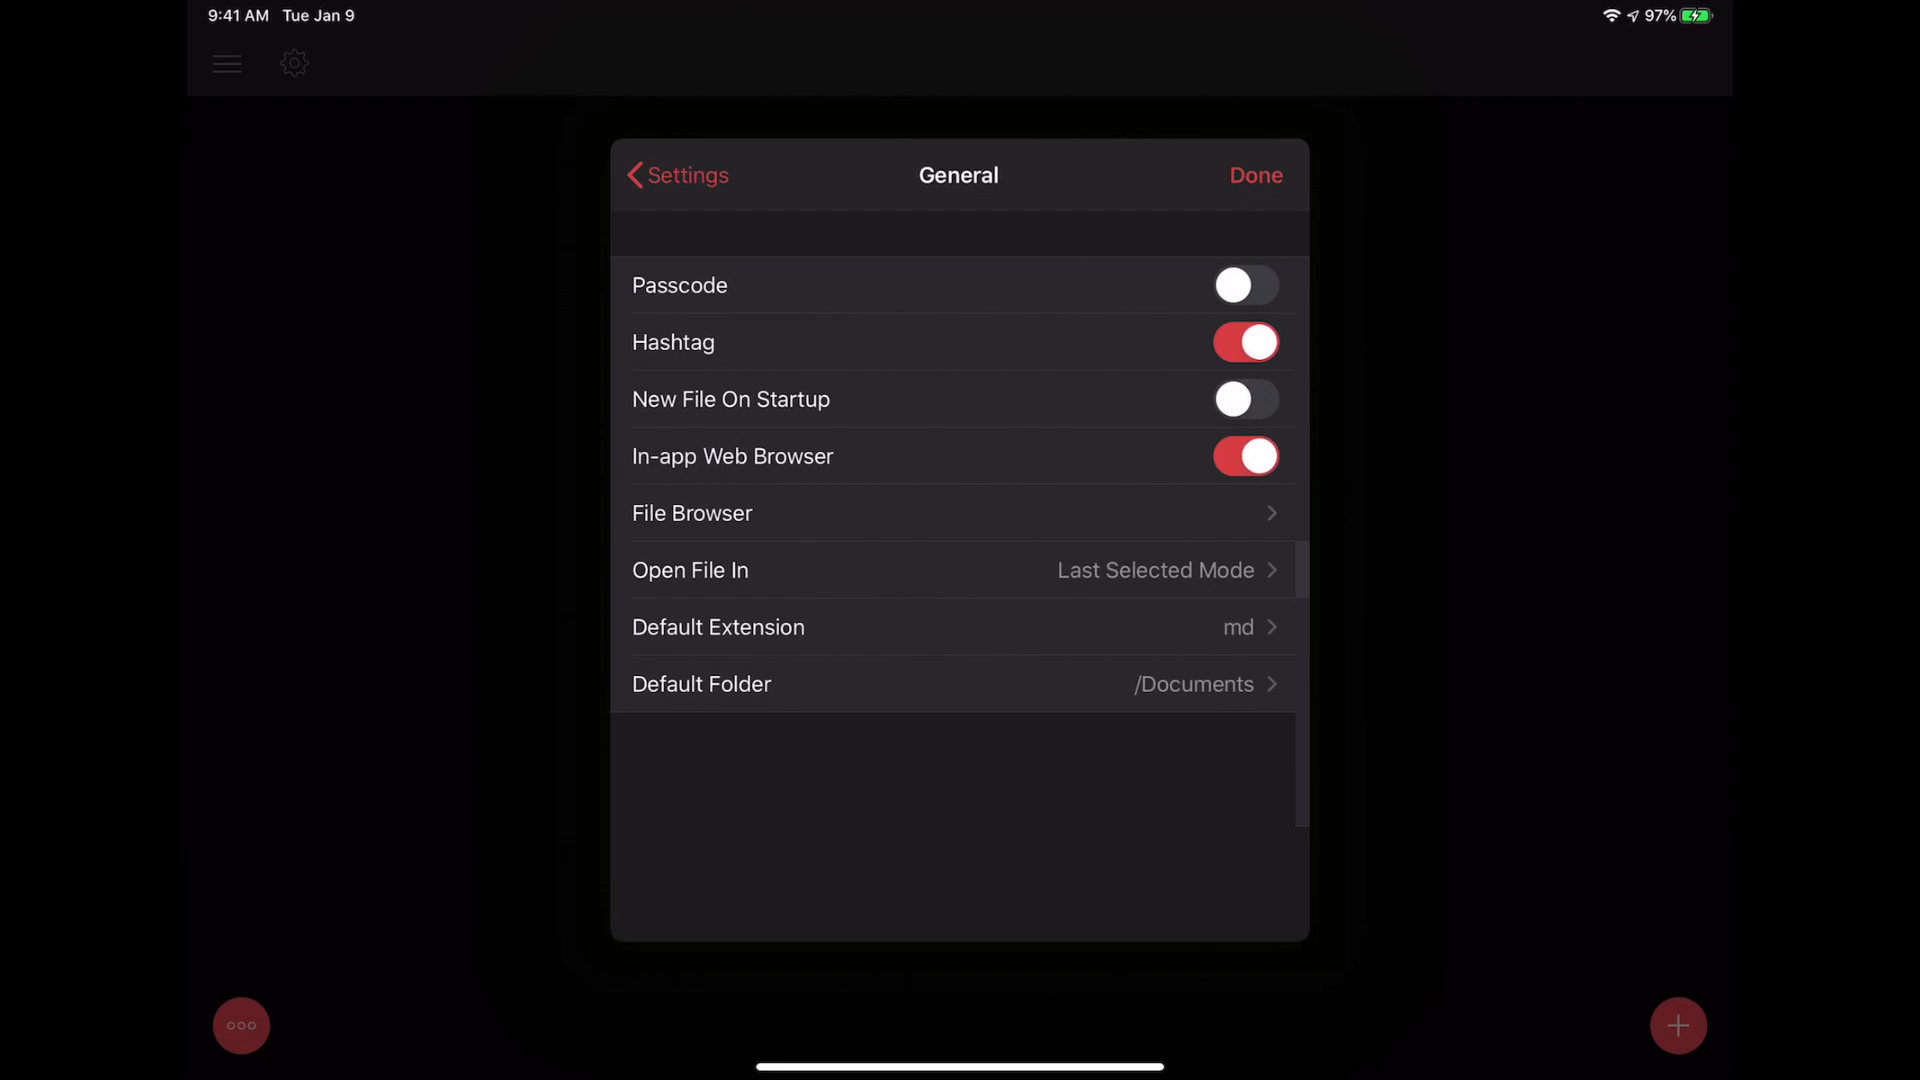 9:41 AM Tue Jan 9 97%
Settings General Done
Passcode
Hashtag
New File On Startup
In-app Web Browser
File Browser
Open File In Last Selected Mode
Default Extension md
Default Folder /Documents